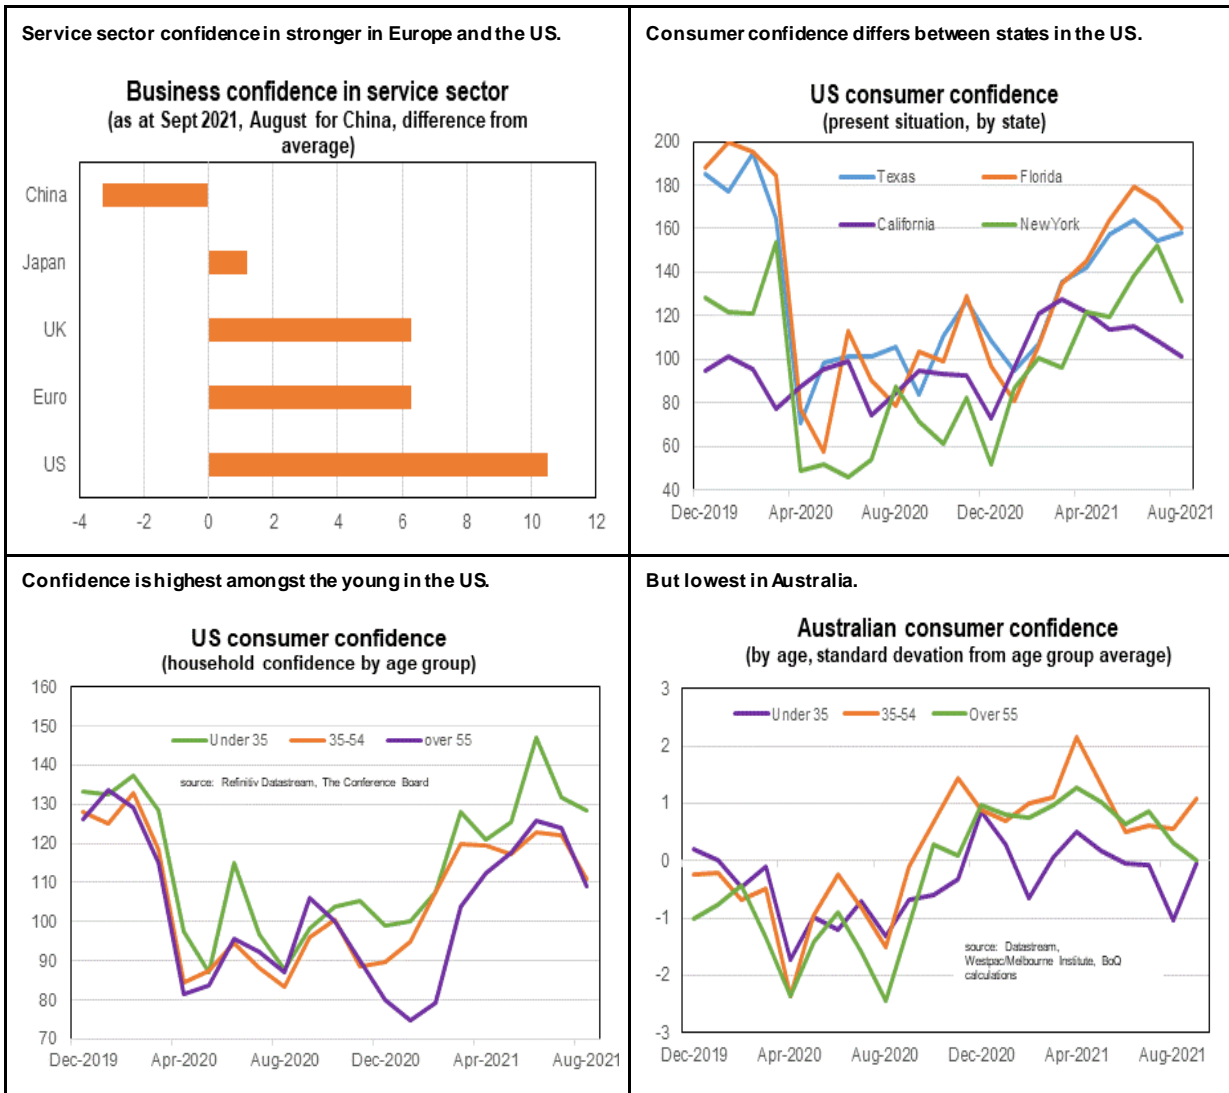 Service sector confidence in stronger in Europe and the US.
Business confidence in service sector
(as at Sept 2021, August for China, difference from
average)
China
Japan
UK
Euro
US
-4 -2 0 2 4 6 8 10 12
Consumer confidence differs between states in the US.
US consumer confidence
(present situation, by state)
200
180
160
140
120
100
80
60
40
Texas Florida
California New York
Dec-2019 Apr-2020 Aug-2020 Dec-2020 Apr-2021 Aug-2021
Confidence is highest amongst the young in the US.
US consumer confidence
(household confidence by age group)
160
150
140
130
120
110
100
90
80
70
Under 35 35-54 over 55
source: Refinitiv Datastream, The Conference Board
Dec-2019 Apr-2020 Aug-2020 Dec-2020 Apr-2021 Aug-2021
But lowest in Australia.
Australian consumer confidence
(by age, standard devation from age group average)
3
2
1
0
-1
-2
-3
Under 35 35-54 Over 55
source: Datastream,
Westpac/Melbourne Institute, BoQ
calculations
Dec-2019 Apr-2020 Aug-2020 Dec-2020 Apr-2021 Aug-2021